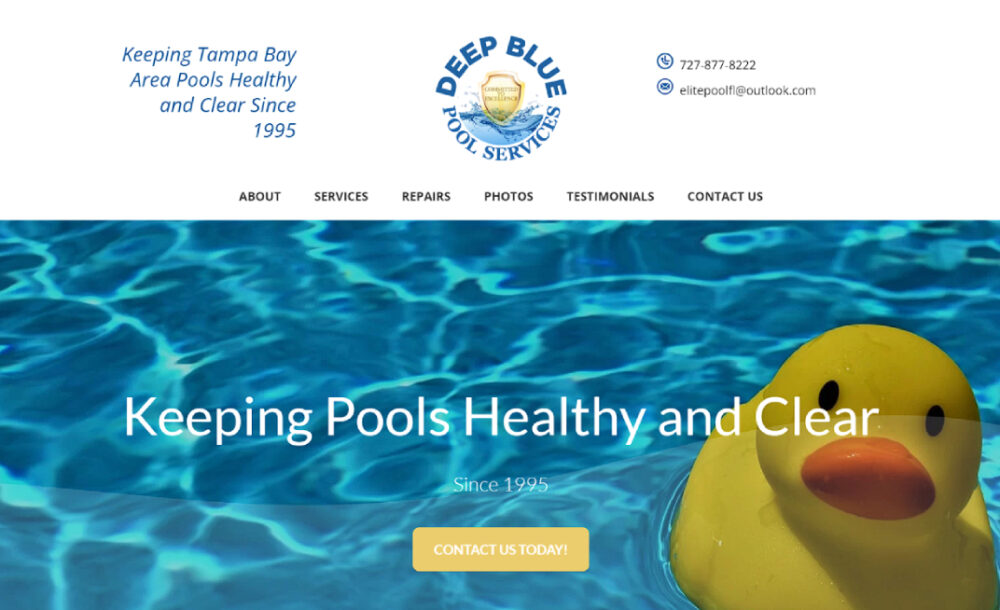 Keeping Tampa Bay
Area Pools Healthy
and Clear Since
1995
DEEP BLUE
COMMITTED
TO
EXCELLENCE
POOL SERVICES
727-877-8222
elitepoolfl@outlook.com
ABOUT SERVICES REPAIRS PHOTOS TESTIMONIALS CONTACT US
Keeping Pools Healthy and Clear
Since 1995
CONTACT US TODAY!